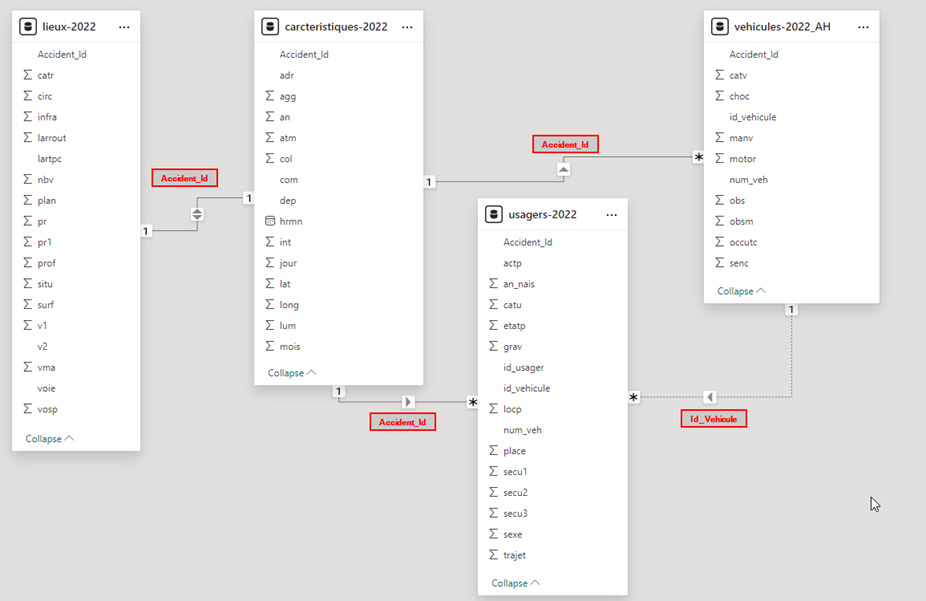 lieux-2022 ...
Accident_Id
Σ catr
Σ circ
Σ infra
Σ larrout
lartpc
Σ nbv
Σ plan
Σ pr
Σ pr1
Σ prof
Σ situ
Σ surf
Σ v1
v2
Σ vma
voie
Σ vosp
Collapse
Accident_Id
1
1
carcteristiques-2022 ...
Accident_Id
adr
Σ agg
Σ an
Σ atm
Σ col
com
dep
hrmn
Σ int
Σ jour
Σ lat
Σ long
Σ lum
Σ mois
Collapse
1
Accident_Id
*
1
Accident_Id
*
usagers-2022 ...
Accident_Id
actp
Σ an_nais
Σ catu
Σ etatp
Σ grav
id_usager
id_vehicule
Σ locp
num_veh
Σ place
Σ secu1
Σ secu2
Σ secu3
Σ sexe
Σ trajet
Collapse
vehicules-2022_AH ...
Accident_Id
Σ catv
Σ choc
id_vehicule
Σ manv
Σ motor
num_veh
Σ obs
Σ obsm
Σ occutc
Σ senc
Collapse
1
*
Id_Vehicule